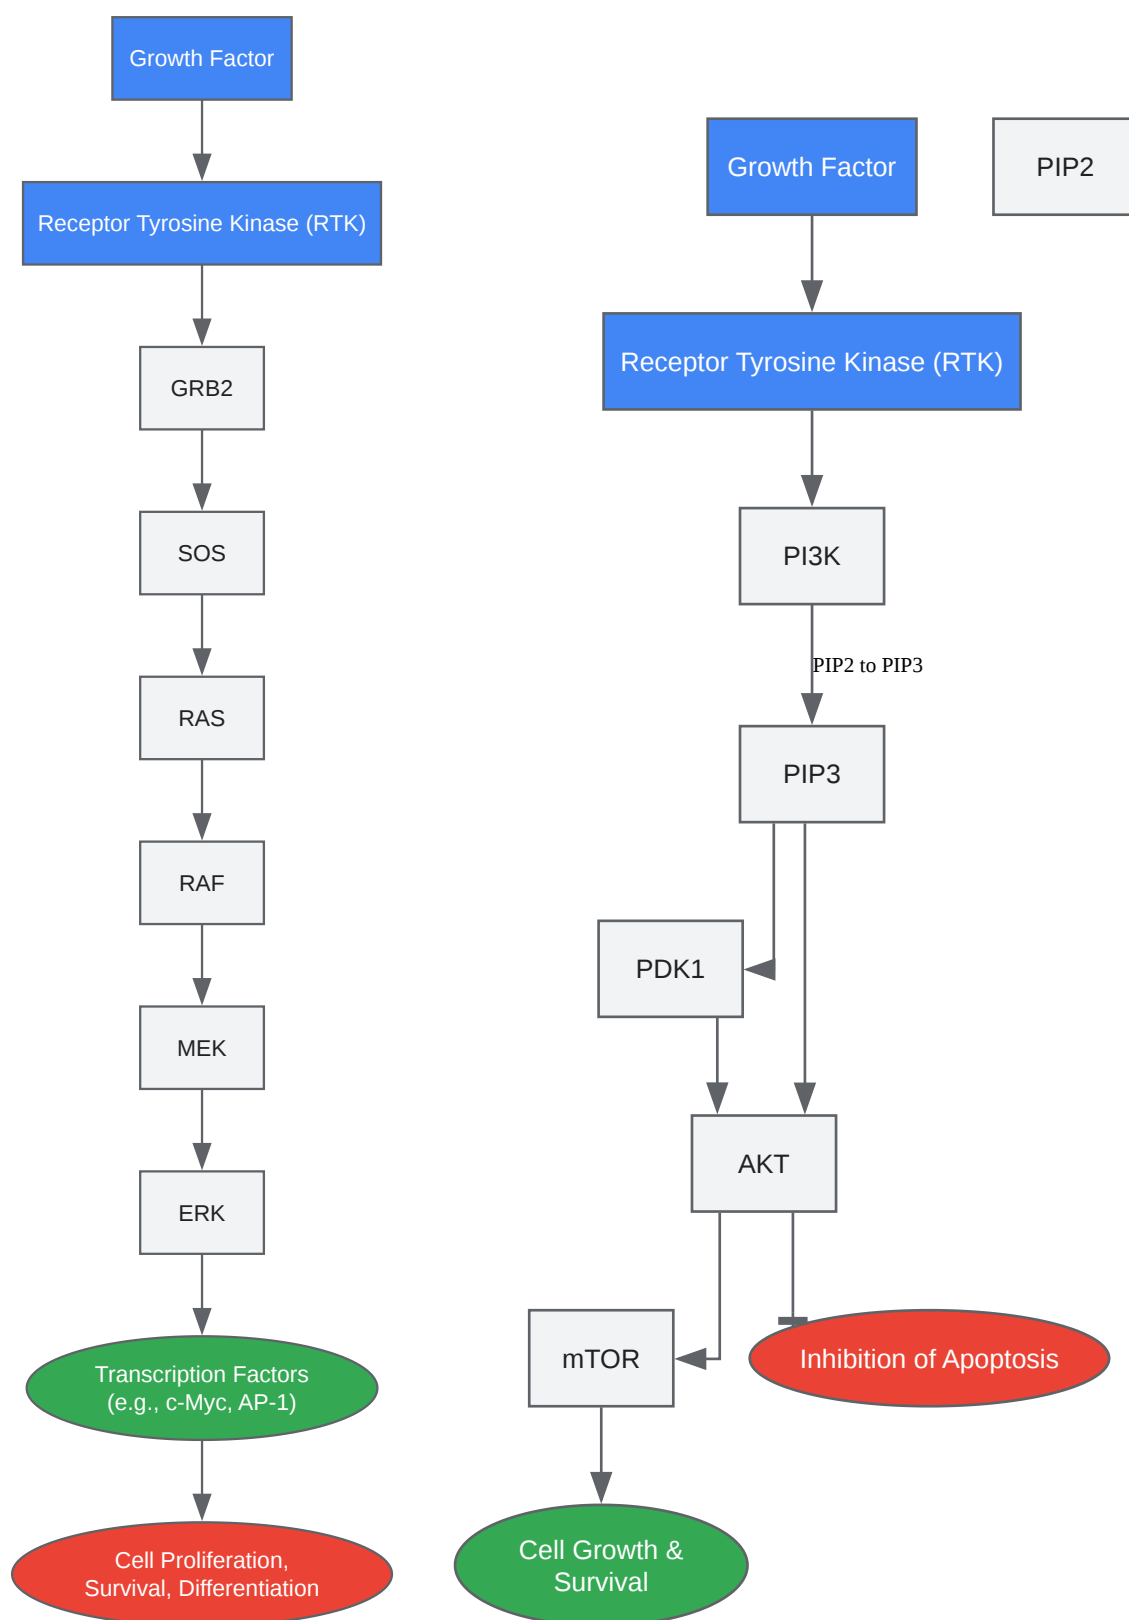 Growth Factor
Receptor Tyrosine Kinase (RTK)
GRB2
SOS
RAS
RAF
MEK
ERK
Transcription Factors
(e.g., c-Myc, AP-1)
Cell Proliferation,
Survival, Differentiation
Growth Factor
PIP2
Receptor Tyrosine Kinase (RTK)
PI3K
PIP2 to PIP3
PIP3
PDK1
AKT
mTOR
Inhibition of Apoptosis
Cell Growth &
Survival